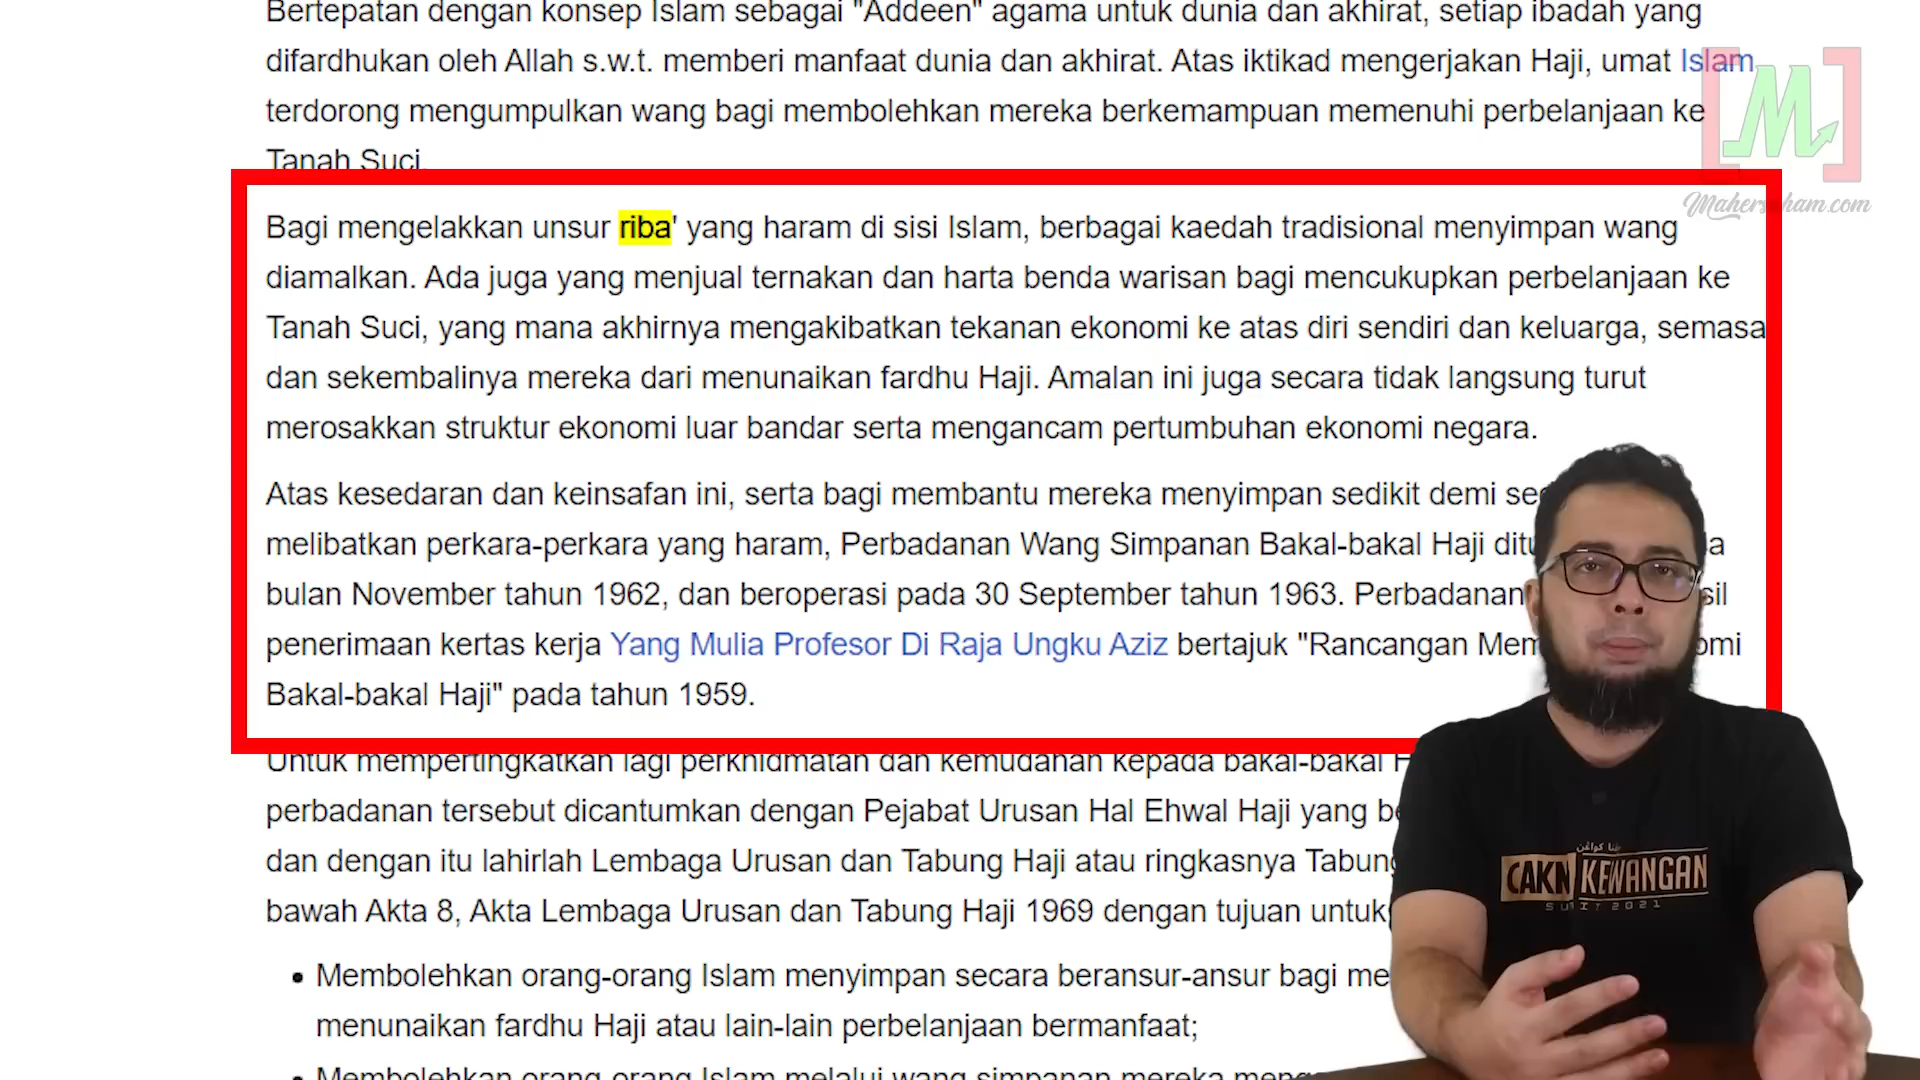 Bertepatan dengan konsep Islam sebagai "Addeen" agama untuk dunia dan akhirat, setiap ibadah yang
difardhukan oleh Allah s.w.t. memberi manfaat dunia dan akhirat. Atas iktikad mengerjakan Haji, umat Islam
terdorong mengumpulkan wang bagi membolehkan mereka berkemampuan memenuhi perbelanjaan ke
Tanah Suci.
Mahersaham.com
Bagi mengelakkan unsur riba' yang haram di sisi Islam, berbagai kaedah tradisional menyimpan wang
diamalkan. Ada juga yang menjual ternakan dan harta benda warisan bagi mencukupkan perbelanjaan ke
Tanah Suci, yang mana akhirnya mengakibatkan tekanan ekonomi ke atas diri sendiri dan keluarga, semasa
dan sekembalinya mereka dari menunaikan fardhu Haji. Amalan ini juga secara tidak langsung turut
merosakkan struktur ekonomi luar bandar serta mengancam pertumbuhan ekonomi negara.
Atas kesedaran dan keinsafan ini, serta bagi membantu mereka menyimpan sedikit demi
melibatkan perkara-perkara yang haram, Perbadanan Wang Simpanan Bakal-bakal Haji
bulan November tahun 1962, dan beroperasi pada 30 September tahun 1963. Perbadanan
penerimaan kertas kerja Yang Mulia Profesor Di Raja Ungku Aziz bertajuk "Rancangan
Bakal-bakal Haji" pada tahun 1959.
Untuk mempertingkatkan lagi perkhidmatan dan kemudahan kepada bakal-bakal
perbadanan tersebut dicantumkan dengan Pejabat Urusan Hal Ehwal Haji yang
dan dengan itu lahirlah Lembaga Urusan dan Tabung Haji atau ringkasnya Tabung
bawah Akta 8, Akta Lembaga Urusan dan Tabung Haji 1969 dengan tujuan untuk
• Membolehkan orang-orang Islam menyimpan secara beransur-ansur bagi
menunaikan fardhu Haji atau lain-lain perbelanjaan bermanfaat;
• Membolehkan orang-orang Islam melalui wang simpanan mereka
CAKNA KEWANGAN